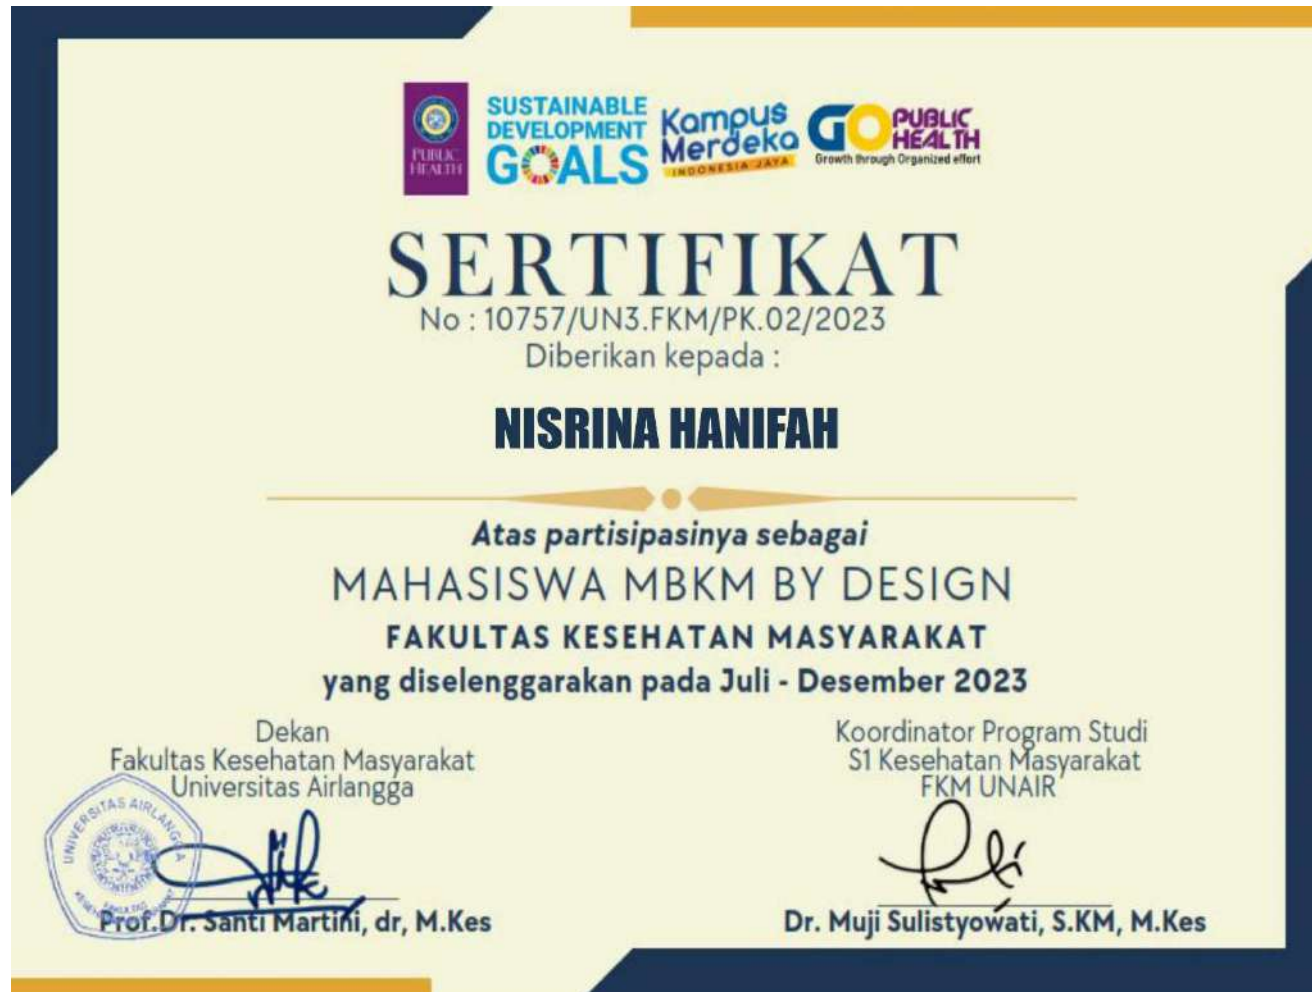 PUBLIC
HEALTH
SUSTAINABLE
DEVELOPMENT
GOALS
Kampus
Merdeka
INDONESIA JAYA
GO PUBLIC
HEALTH
Growth through Organized effort
SERTIFIKAT
No : 10757/UN3.FKM/PK.02/2023
Diberikan kepada :
NISRINA HANIFAH
Atas partisipasinya sebagai
MAHASISWA MBKM BY DESIGN
FAKULTAS KESEHATAN MASYARAKAT
yang diselenggarakan pada Juli - Desember 2023
Dekan
Fakultas Kesehatan Masyarakat
Universitas Airlangga
UNIVERSITAS AIRLANGGA
FAKULTAS
Prof.Dr. Santi Martini, dr, M.Kes
Koordinator Program Studi
S1 Kesehatan Masyarakat
FKM UNAIR
Dr. Muji Sulistyowati, S.KM, M.Kes